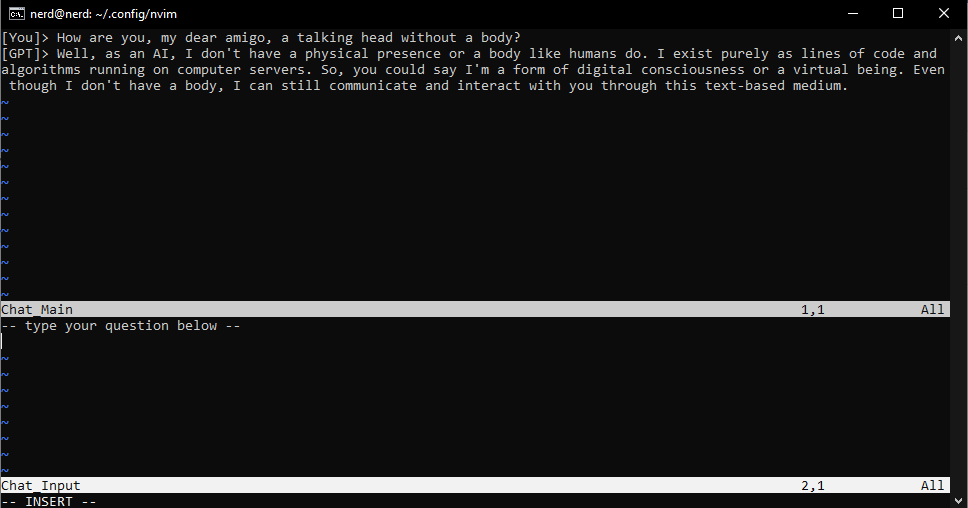 nerd@nerd: ~/.config/nvim
[You]> How are you, my dear amigo, a talking head without a body?
[GPT]> Well, as an AI, I don't have a physical presence or a body like humans do. I exist purely as lines of code and
algorithms running on computer servers. So, you could say I'm a form of digital consciousness or a virtual being. Even
though I don't have a body, I can still communicate and interact with you through this text-based medium.
~
~
~
~
~
~
~
~
~
~
~
~
~
Chat_Main 1,1 All
-- type your question below --
~
~
~
~
~
~
~
~
Chat_Input 2,1 All
-- INSERT --